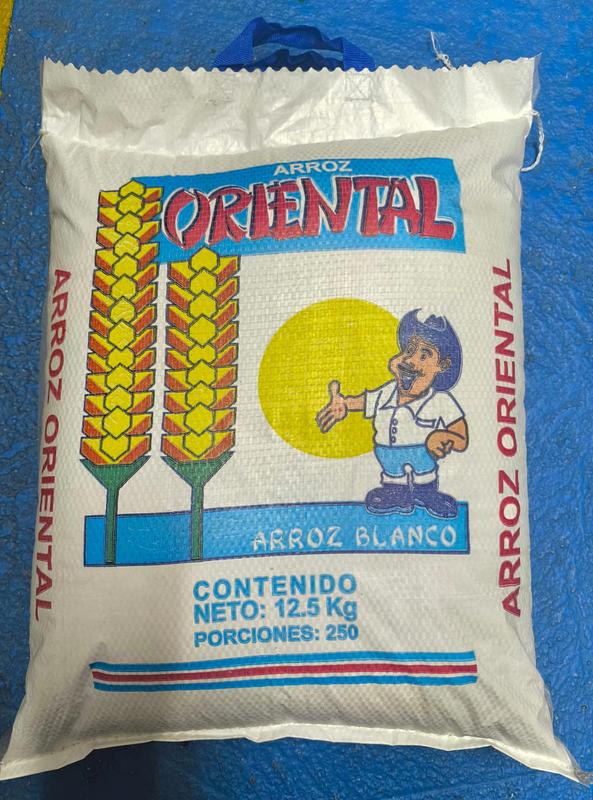 ARROZ
ORIENTAL
ARROZ ORIENTAL
ARROZ ORIENTAL
ARROZ BLANCO
CONTENIDO
NETO: 12.5 Kg
PORCIONES: 250